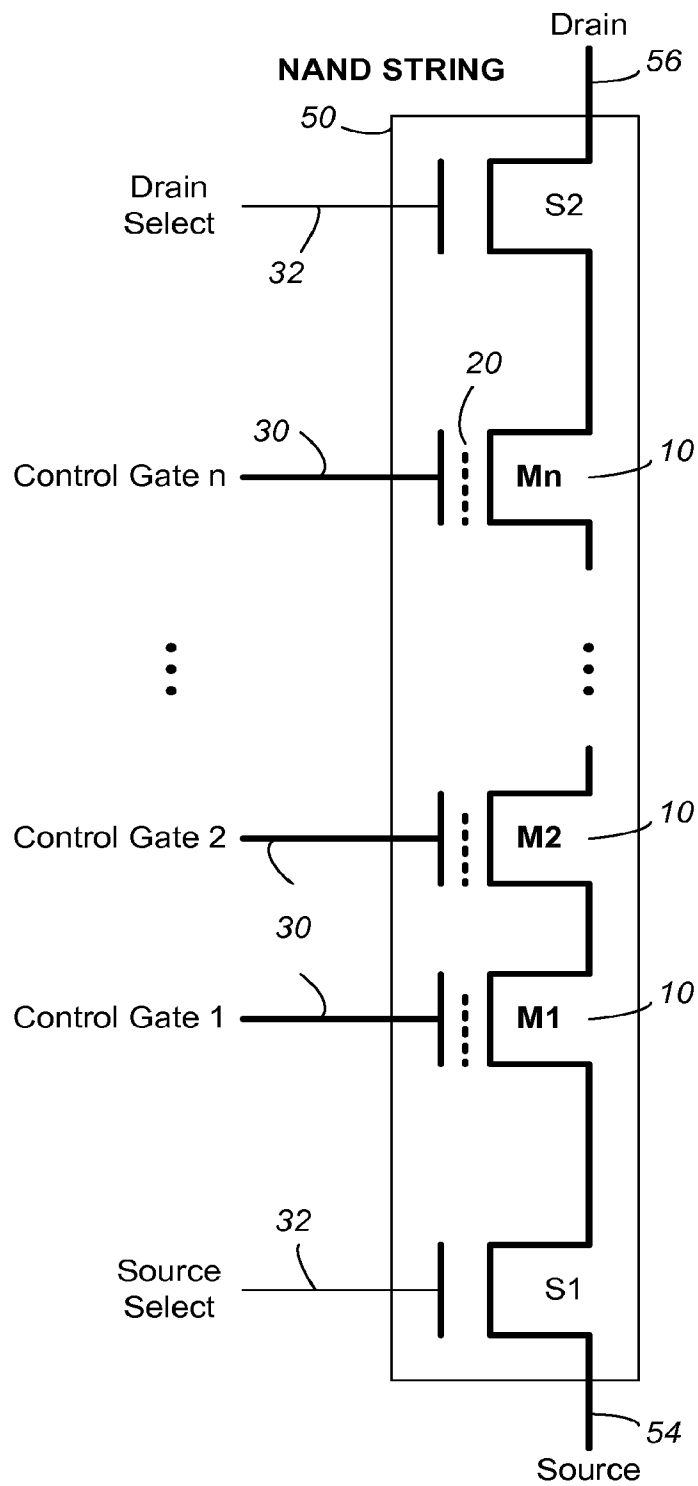 Drain
56
NAND STRING
50
Drain
Select
S2
32
20
30
10
Control Gate n
Mn
10
Control Gate 2
M2
30
10
Control Gate 1
M1
32
Source
Select
S1
54
Source